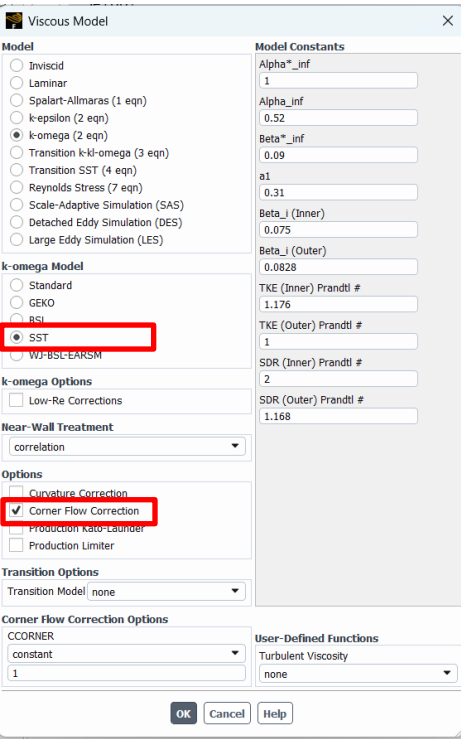 Viscous Model
Model
Inviscid
Laminar
Spalart-Allmaras (1 eqn)
k-epsilon (2 eqn)
k-omega (2 eqn)
Transition k-kl-omega (3 eqn)
Transition SST (4 eqn)
Reynolds Stress (7 eqn)
Scale-Adaptive Simulation (SAS)
Detached Eddy Simulation (DES)
Large Eddy Simulation (LES)
k-omega Model
Standard
GEKO
BSL
SST
WJ-BSL-EARSM
k-omega Options
Low-Re Corrections
Near-Wall Treatment
correlation
Options
Curvature Correction
Corner Flow Correction
Production Kato-Launder
Production Limiter
Transition Options
Transition Model none
Corner Flow Correction Options
CCORNER
constant
1
Model Constants
Alpha*_inf
1
Alpha_inf
0.52
Beta*_inf
0.09
a1
0.31
Beta_i (Inner)
0.075
Beta_i (Outer)
0.0828
TKE (Inner) Prandtl #
1.176
TKE (Outer) Prandtl #
1
SDR (Inner) Prandtl #
2
SDR (Outer) Prandtl #
1.168
User-Defined Functions
Turbulent Viscosity
none
OK Cancel Help